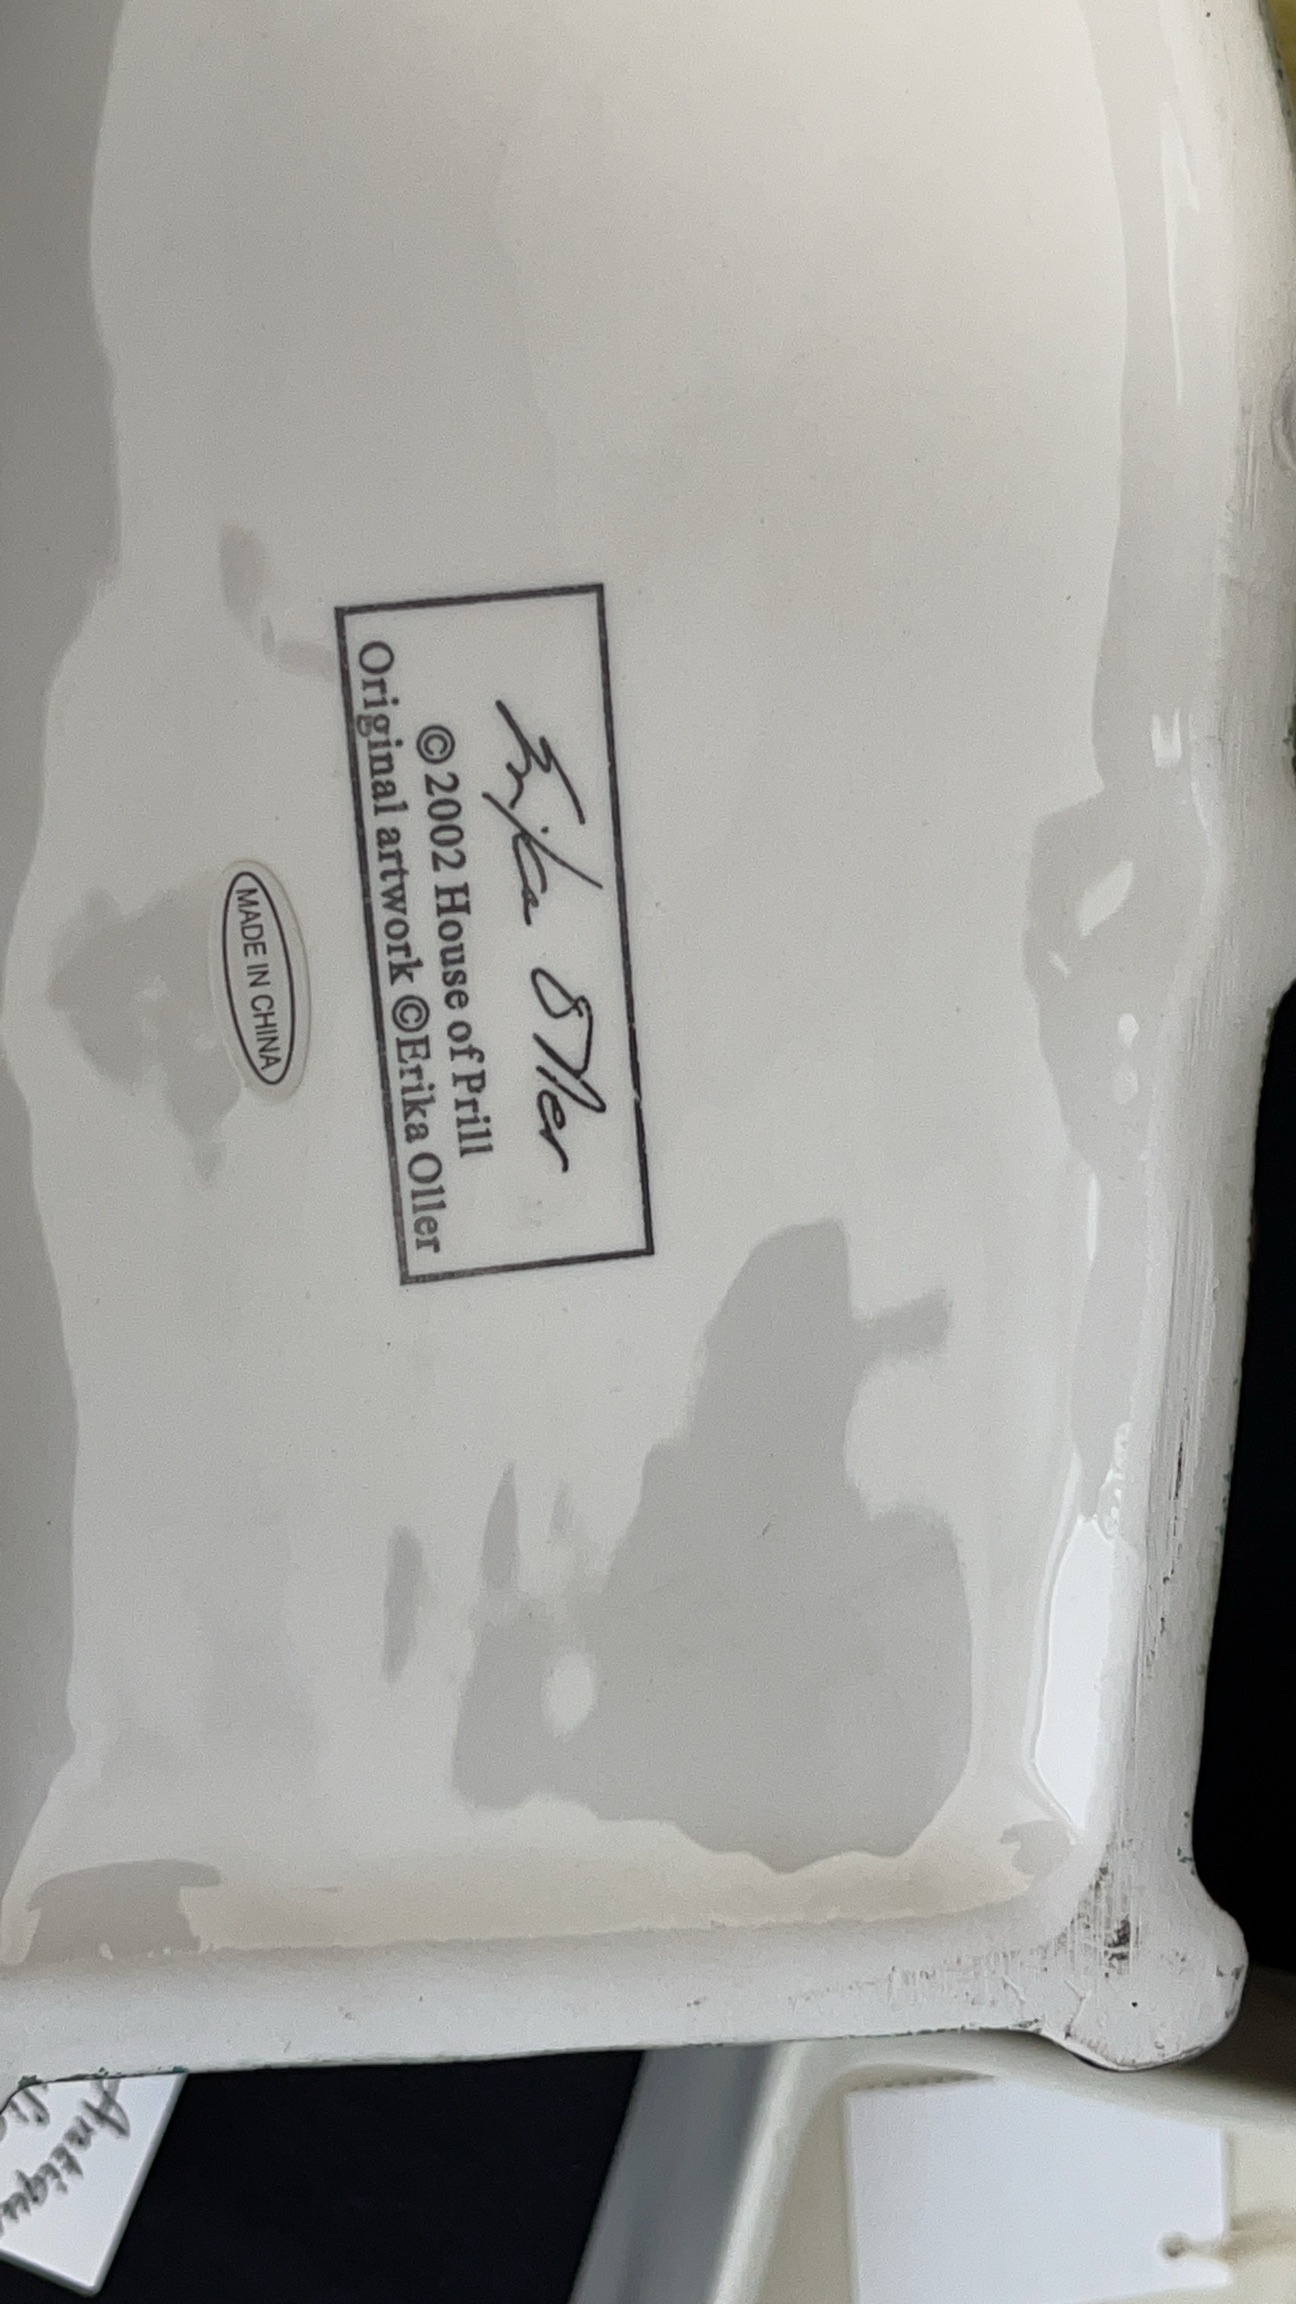 Erika Oller
© 2002 House of Prill
Original artwork ©Erika Oller
MADE IN CHINA